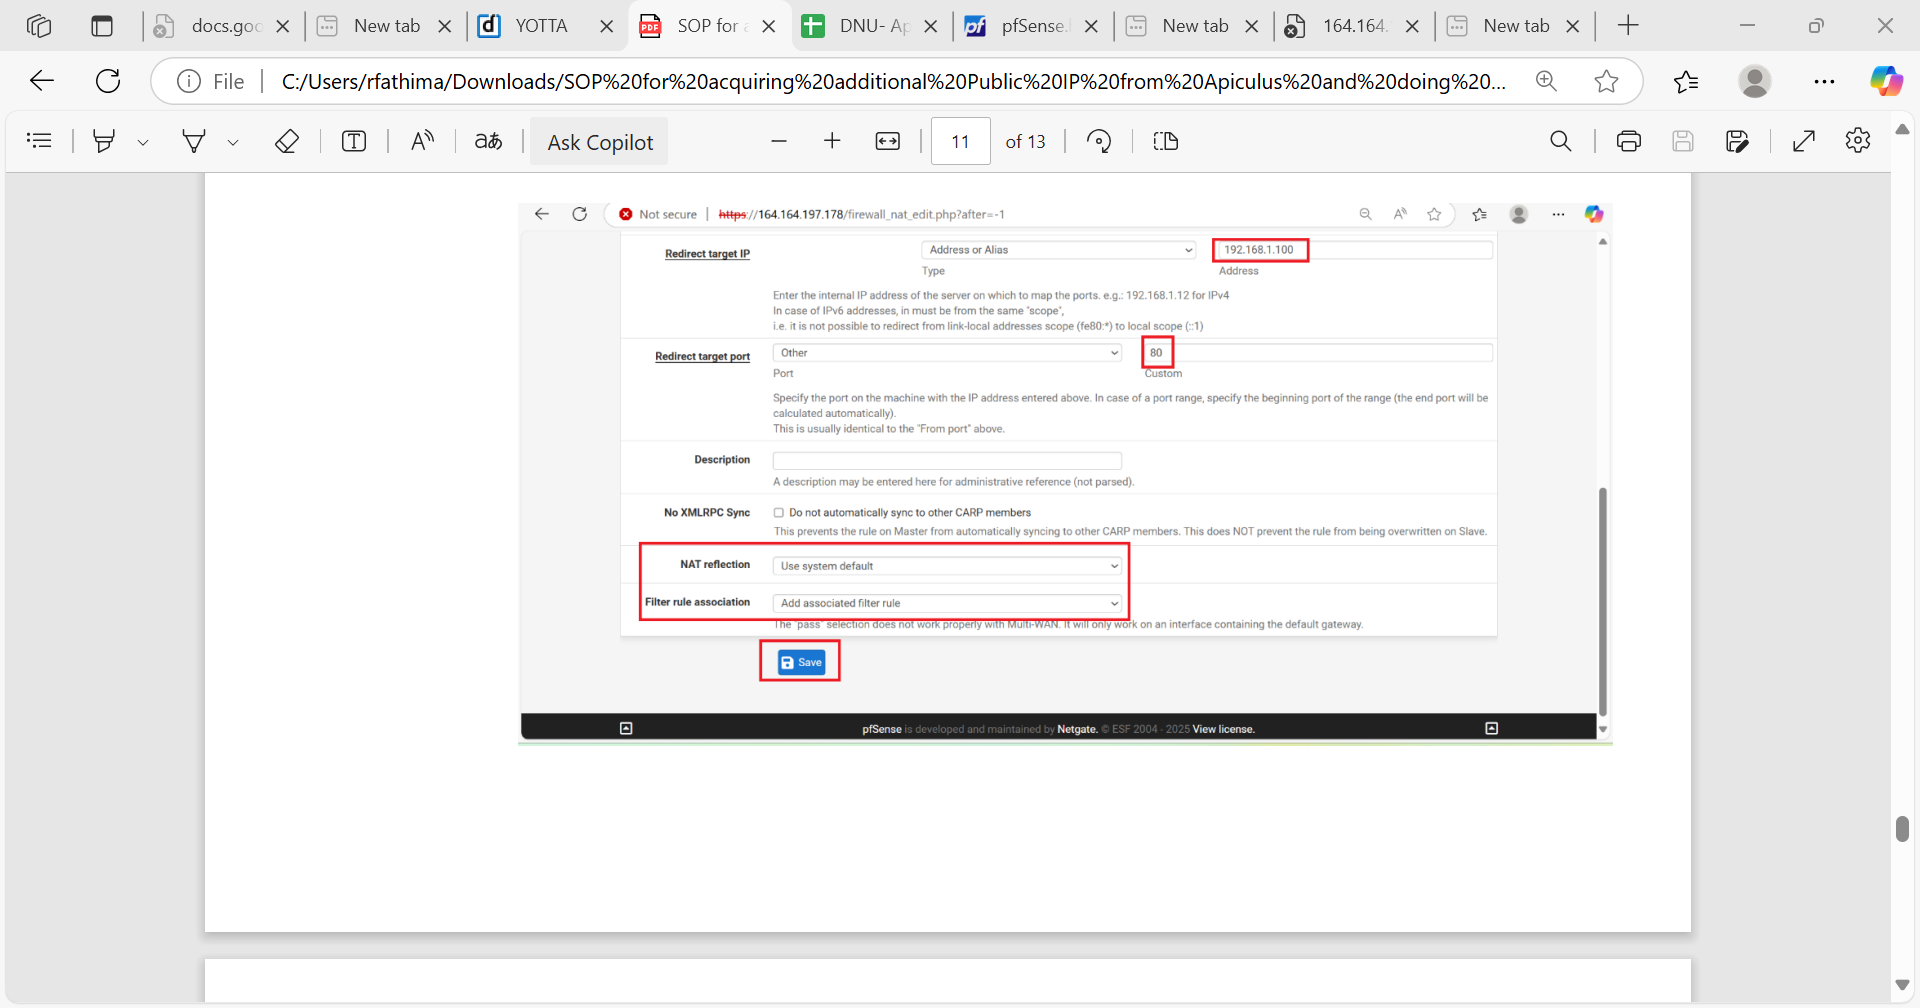 docs.goo
New tab
YOTTA
SOP for a
DNU- Ap
pfSense.
New tab
164.164.
New tab
File
C:/Users/rfathima/Downloads/SOP%20for%20acquiring%20additional%20Public%20IP%20from%20Apiculus%20and%20doing%20...
Ask Copilot
11
of 13
Not secure
https://164.164.197.178/firewall_nat_edit.php?after=-1
Redirect target IP
Address or Alias
192.168.1.100
Type
Address
Enter the internal IP address of the server on which to map the ports. e.g.: 192.168.1.12 for IPv4
In case of IPv6 addresses, in must be from the same "scope",
i.e. it is not possible to redirect from link-local addresses scope (fe80:*) to local scope (::1)
Redirect target port
Other
80
Port
Custom
Specify the port on the machine with the IP address entered above. In case of a port range, specify the beginning port of the range (the end port will be
calculated automatically).
This is usually identical to the "From port" above.
Description
A description may be entered here for administrative reference (not parsed).
No XMLRPC Sync
Do not automatically sync to other CARP members
This prevents the rule on Master from automatically syncing to other CARP members. This does NOT prevent the rule from being overwritten on Slave.
NAT reflection
Use system default
Filter rule association
Add associated filter rule
The "pass" selection does not work properly with Multi-WAN. It will only work on an interface containing the default gateway.
Save
pfSense is developed and maintained by Netgate. © ESF 2004 - 2025 View license.